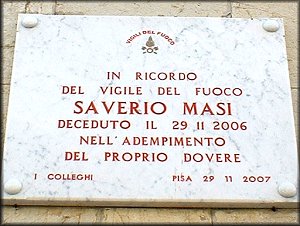 VIGILI DEL FUOCO
IN RICORDO
DEL VIGILE DEL FUOCO
SAVERIO MASI
DECEDUTO IL 29 11 2006
NELL'ADEMPIMENTO
DEL PROPRIO DOVERE
I COLLEGHI PISA 29 11 2007